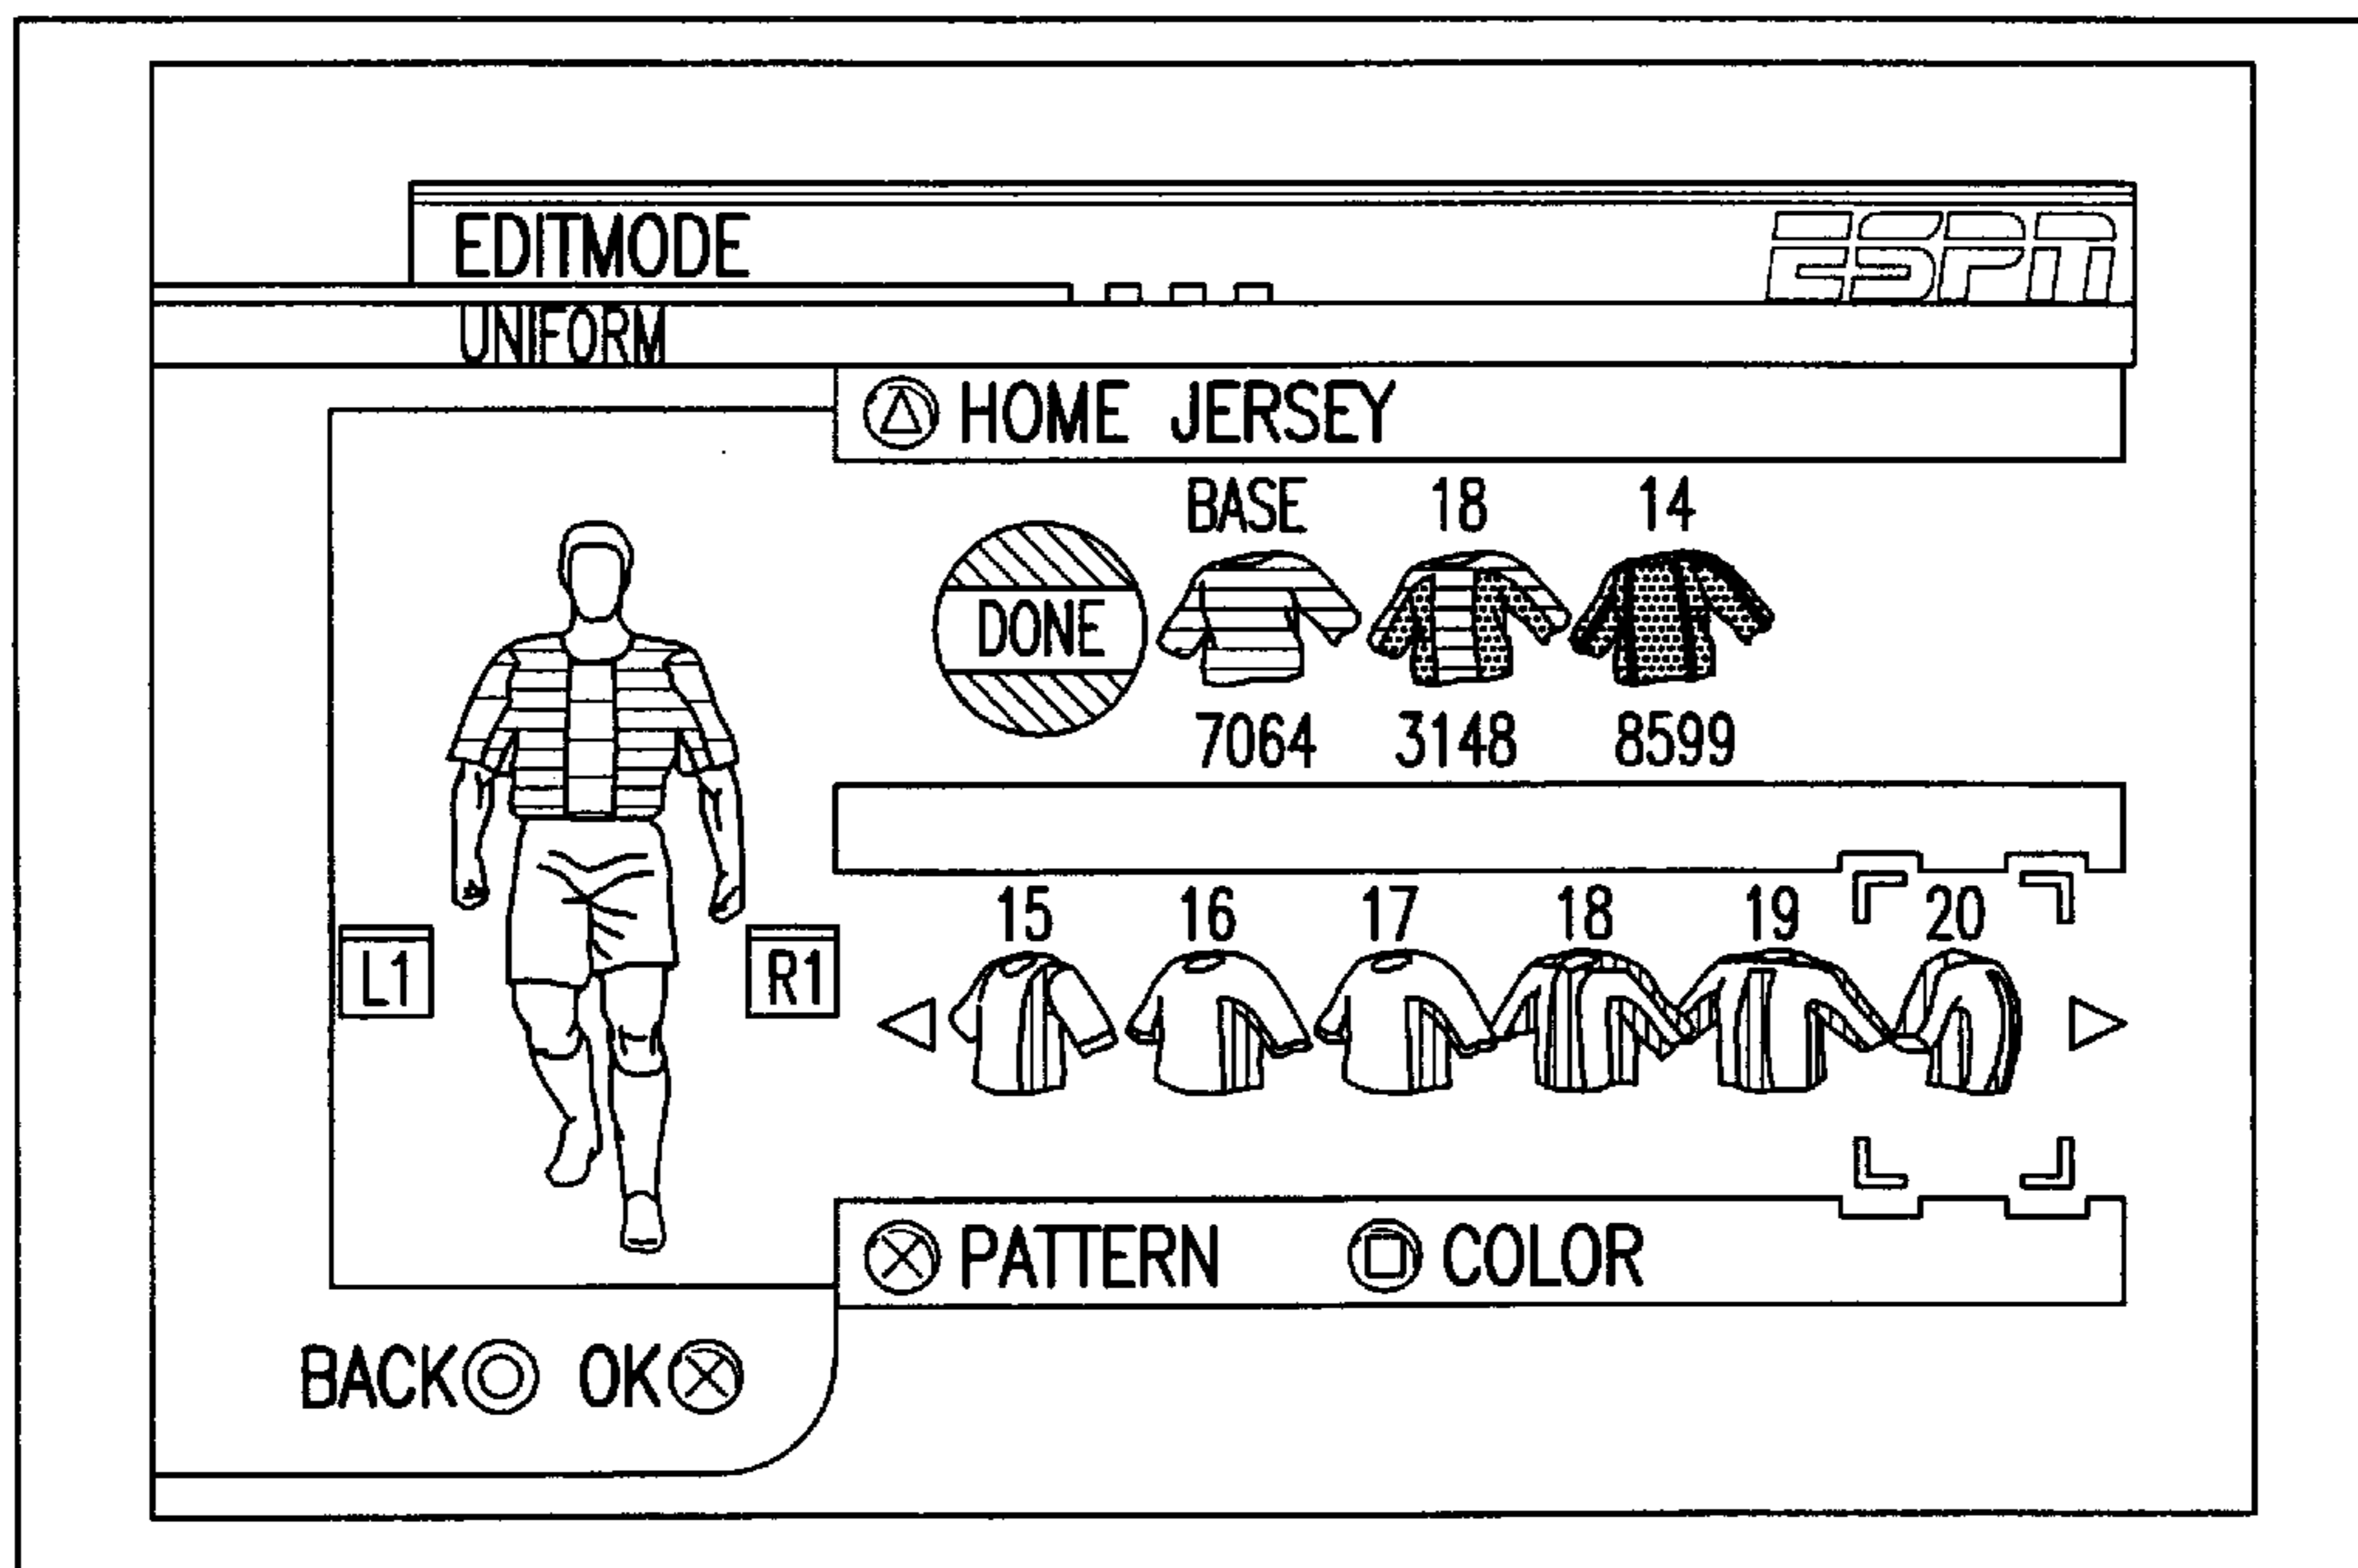 EDITMODE
ESPN
UNIFORM
HOME JERSEY
BASE 18 14
DONE
7064 3148 8599
15 16 17 18 19 20
L1 R1
PATTERN COLOR
BACK OK